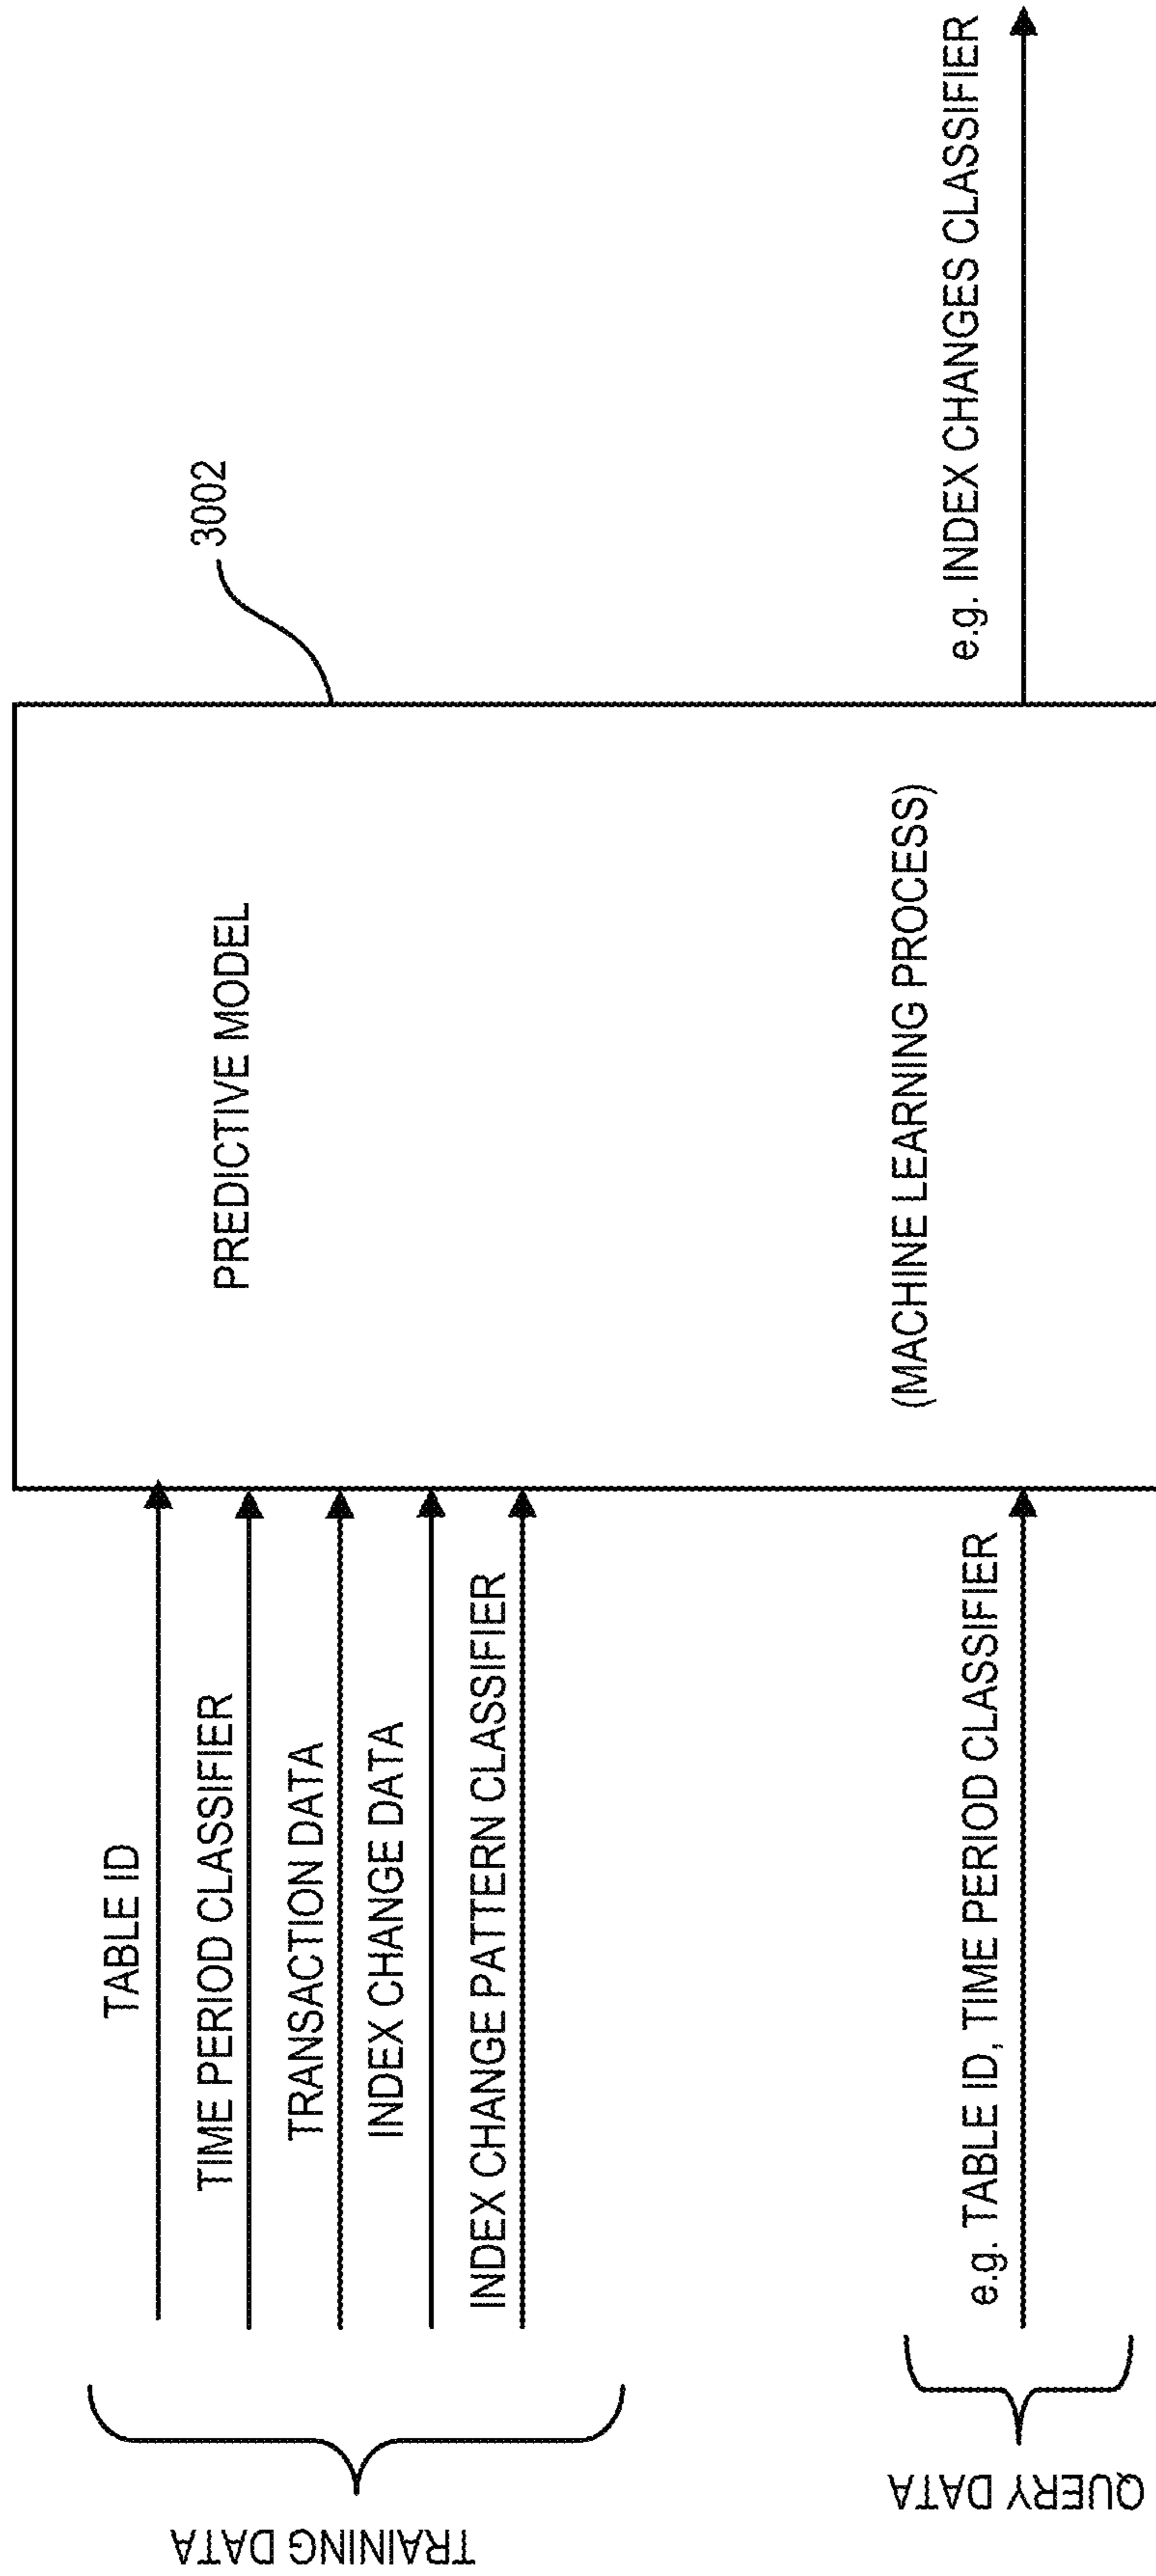 TRAINING DATA
TABLE ID
TIME PERIOD CLASSIFIER
TRANSACTION DATA
INDEX CHANGE DATA
INDEX CHANGE PATTERN CLASSIFIER
PREDICTIVE MODEL
3002
(MACHINE LEARNING PROCESS)
QUERY DATA
e.g. TABLE ID, TIME PERIOD CLASSIFIER
e.g. INDEX CHANGES CLASSIFIER